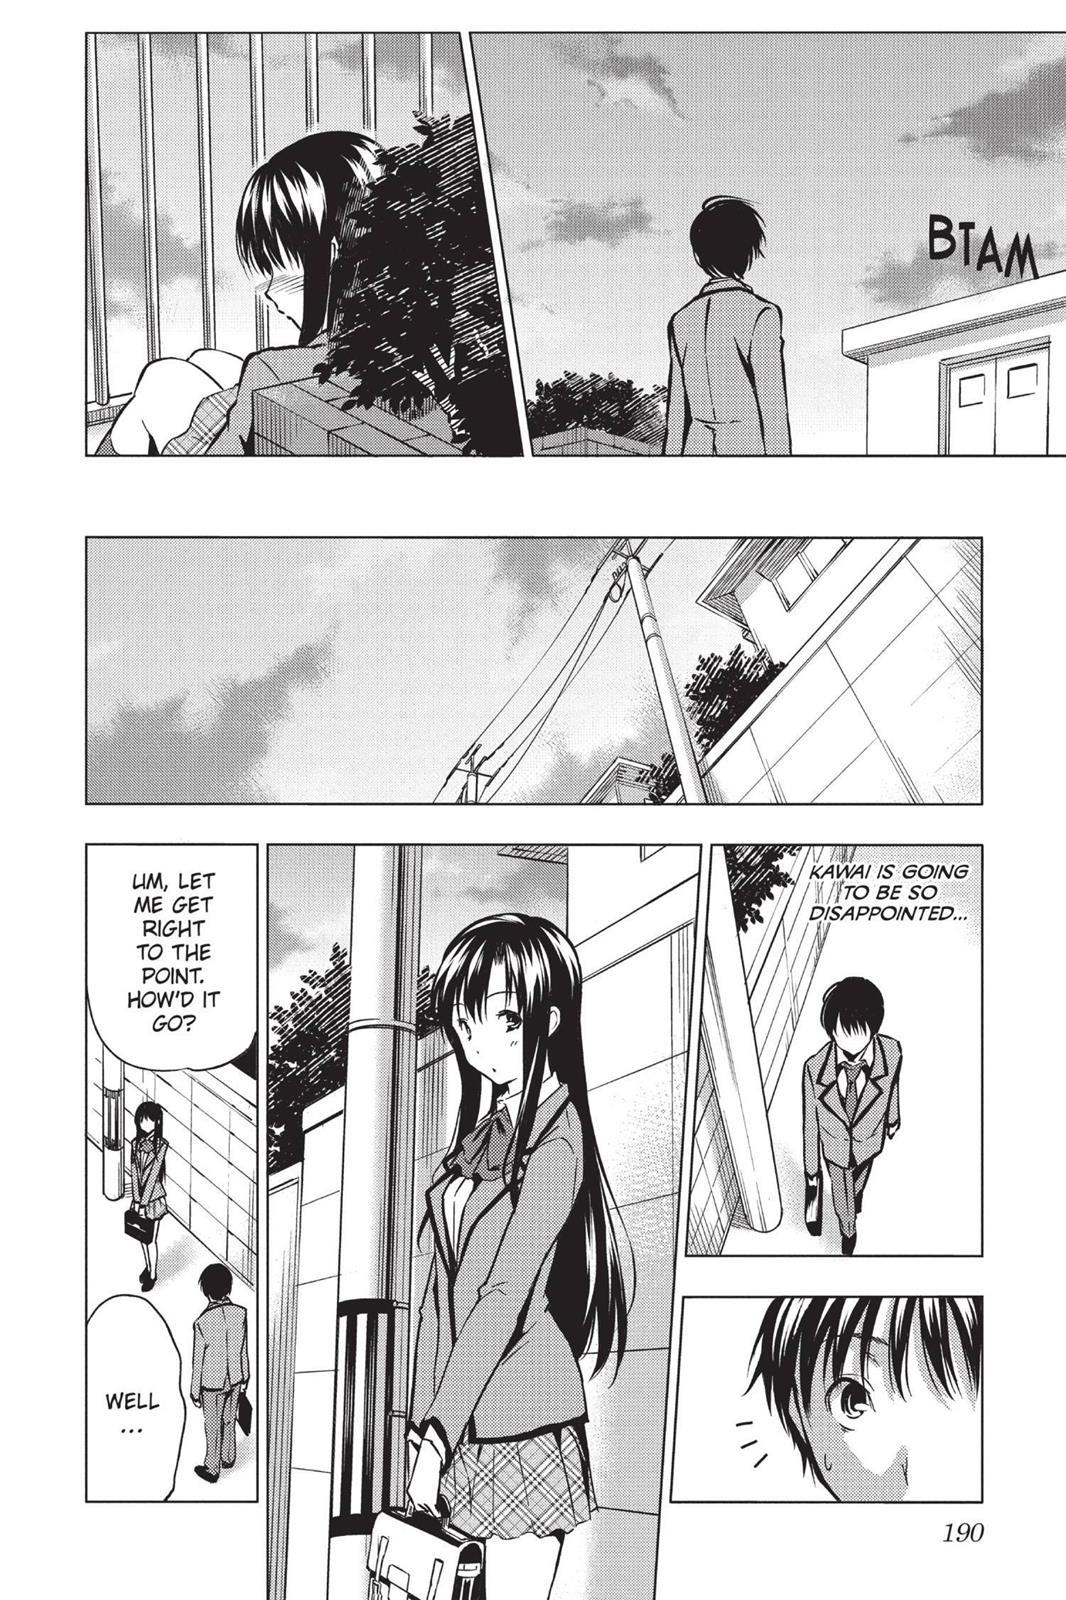 BTAM
KAWAI IS GOING
TO BE SO
DISAPPOINTED...
UM, LET
ME GET
RIGHT
TO THE
POINT.
HOW'D IT
GO?
WELL
...
190